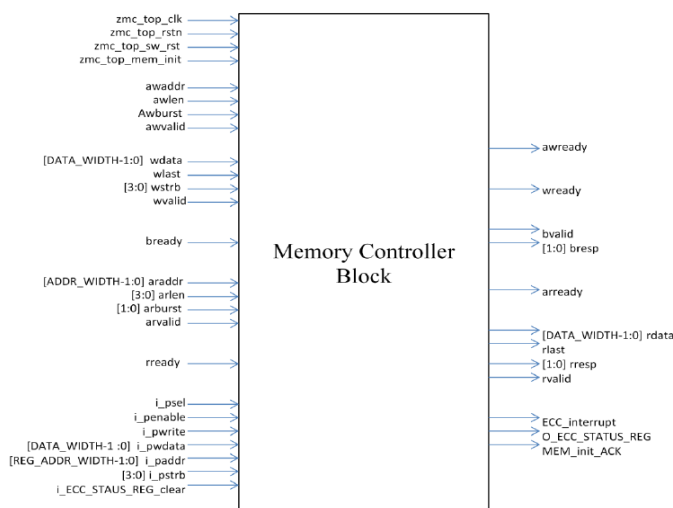 zmc_top_clk
zmc_top_rstn
zmc_top_sw_rst
zmc_top_mem_init
awaddr
awlen
Awburst
awvalid
[DATA_WIDTH-1:0] wdata
wlast
[3:0] wstrb
wvalid
bready
[ADDR_WIDTH-1:0] araddr
[3:0] arlen
[1:0] arburst
arvalid
rready
i_psel
i_penable
i_pwrite
[DATA_WIDTH-1 :0] i_pwdata
[REG_ADDR_WIDTH-1:0] i_paddr
[3:0] i_pstrb
i_ECC_STAUS_REG_clear
Memory Controller
Block
awready
wready
bvalid
[1:0] bresp
arready
[DATA_WIDTH-1:0] rdata
rlast
[1:0] rresp
rvalid
ECC_interrupt
O_ECC_STATUS_REG
MEM_init_ACK